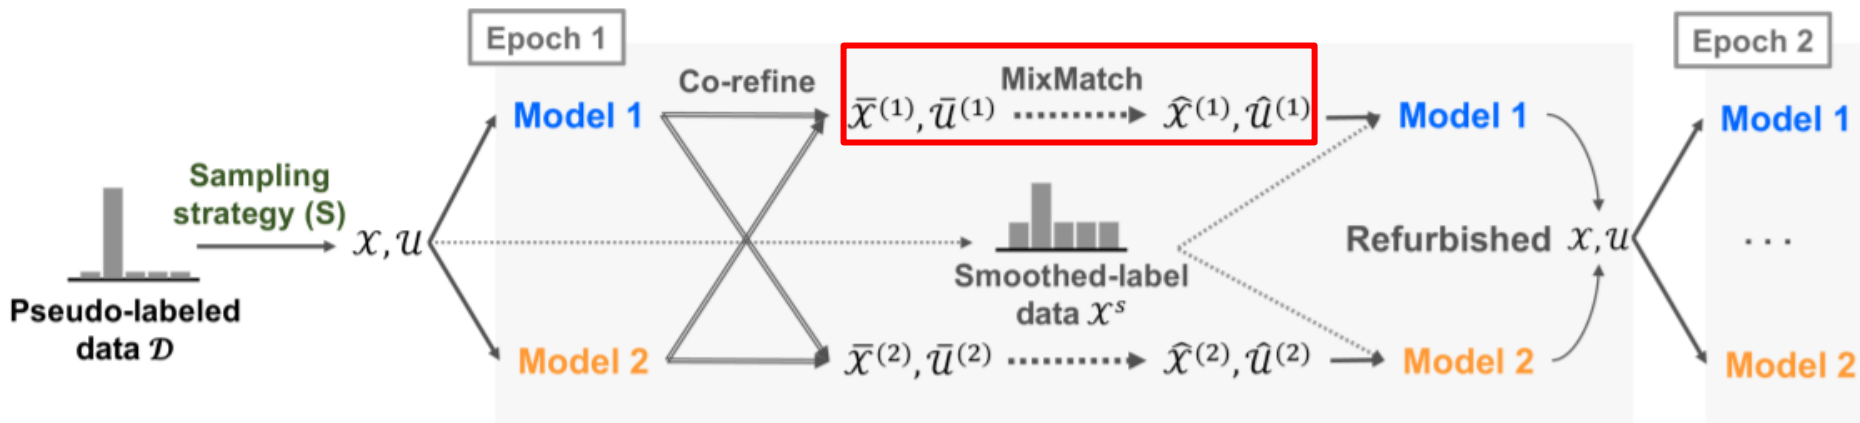 Epoch 1
Epoch 2
Co-refine
MixMatch
Model 1
X̄⁽¹⁾, Ū⁽¹⁾
X̂⁽¹⁾, Û⁽¹⁾
Model 1
Model 1
Sampling
strategy (S)
X, U
Refurbished X, U
. . .
Smoothed-label
data Xˢ
Pseudo-labeled
data D
Model 2
X̄⁽²⁾, Ū⁽²⁾
X̂⁽²⁾, Û⁽²⁾
Model 2
Model 2